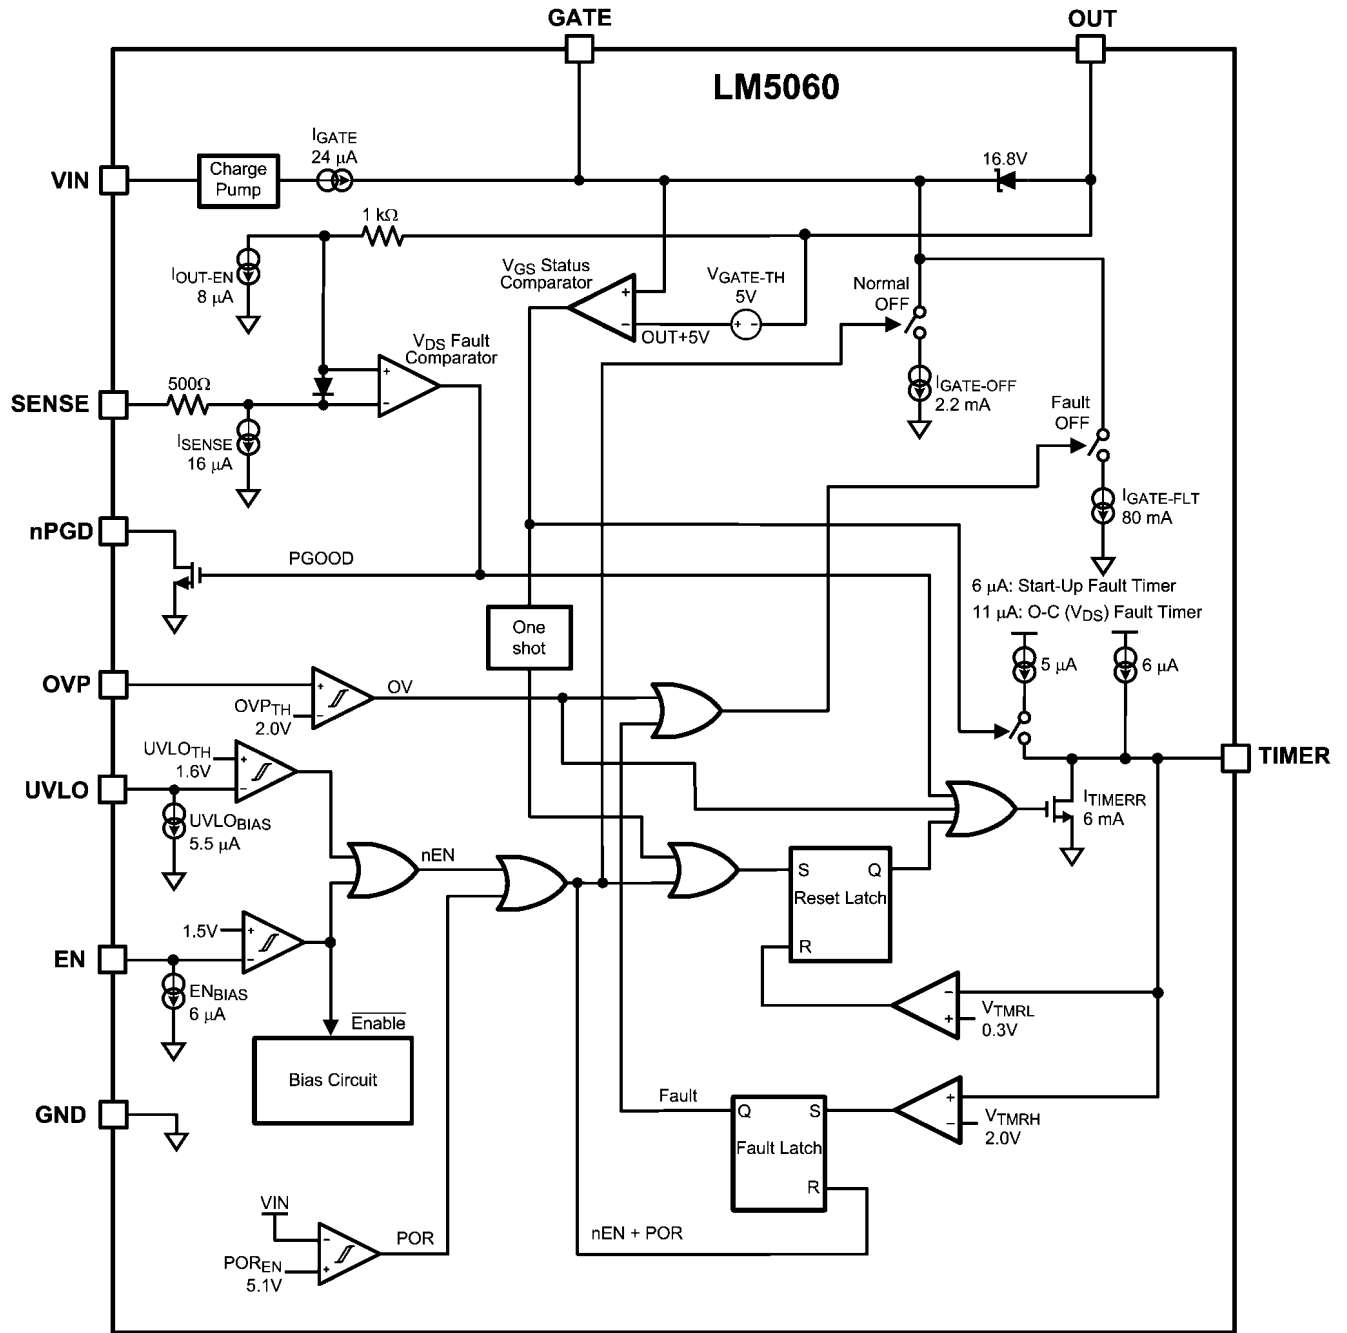 GATE
OUT
LM5060
IGATE
24 μA
16.8V
VIN
Charge
Pump
1 kΩ
IOUT-EN
8 μA
VGS Status
Comparator
VGATE-TH
5V
Normal
OFF
+
−
+ −
OUT+5V
VDS Fault
Comparator
+
−
500Ω
SENSE
ISENSE
16 μA
IGATE-OFF
2.2 mA
Fault
OFF
IGATE-FLT
80 mA
nPGD
PGOOD
6 μA: Start-Up Fault Timer
11 μA: O-C (VDS) Fault Timer
One
shot
5 μA
6 μA
OVP
+
−
OV
OVPTH
2.0V
UVLOTH
1.6V
+
−
UVLO
UVLOBIAS
5.5 μA
TIMER
ITIMERR
6 mA
nEN
S
Q
Reset Latch
R
1.5V
+
−
EN
ENBIAS
6 μA
Enable
Bias Circuit
−
+
VTMRL
0.3V
GND
Fault
Q
S
Fault Latch
R
+
−
VTMRH
2.0V
VIN
−
+
POR
POREN
5.1V
nEN + POR